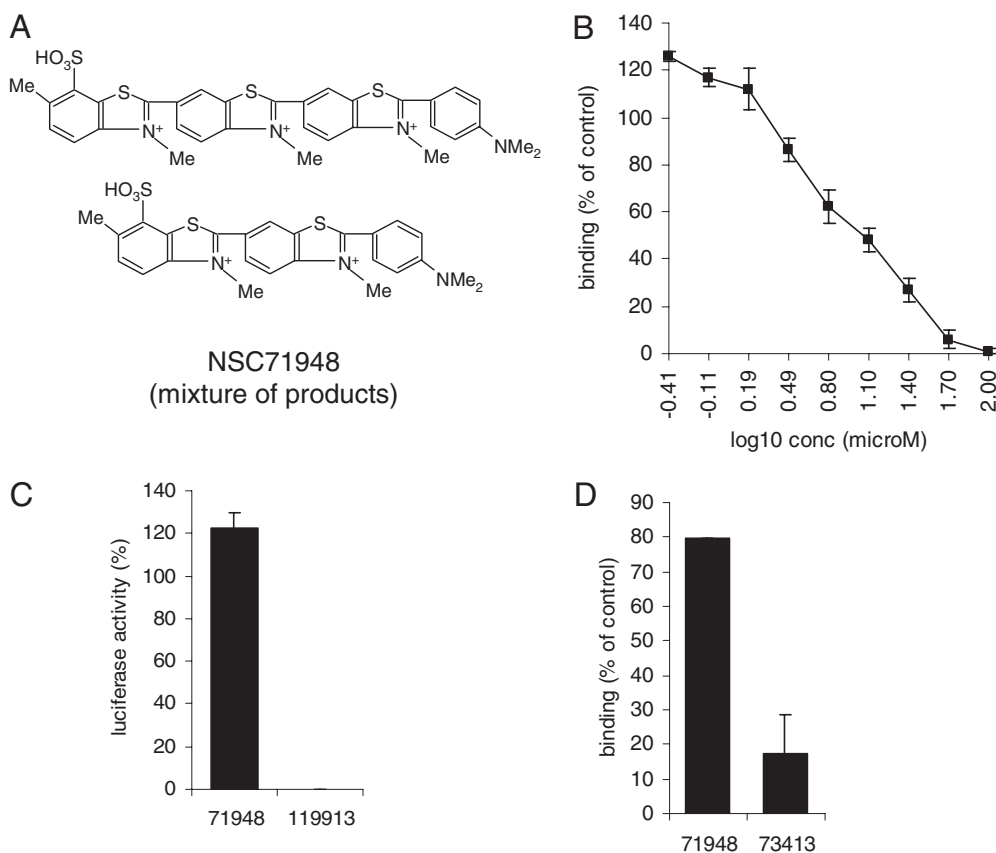 A
HO3S
Me
S
S
S
N+
N+
N+
Me
Me
Me
NMe2
HO3S
Me
S
S
N+
N+
Me
Me
NMe2
NSC71948
(mixture of products)
B
binding (% of control)
140
120
100
80
60
40
20
0
-0.41
-0.11
0.19
0.49
0.80
1.10
1.40
1.70
2.00
log10 conc (microM)
C
luciferase activity (%)
140
120
100
80
60
40
20
0
71948 119913
D
binding (% of control)
90
80
70
60
50
40
30
20
10
0
71948 73413